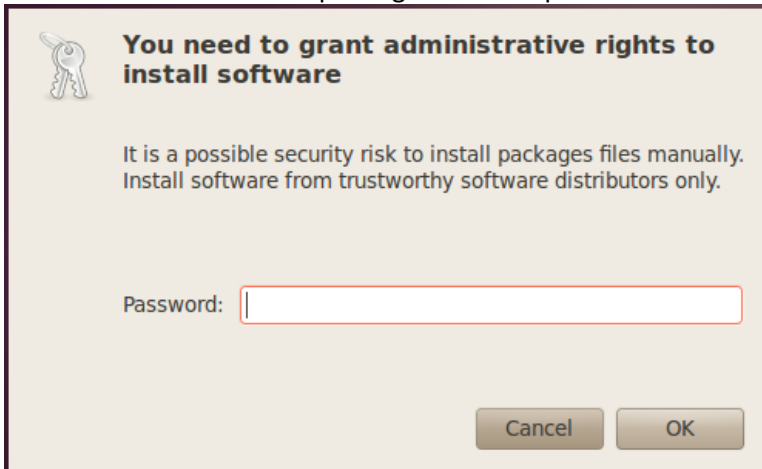 You need to grant administrative rights to
install software
It is a possible security risk to install packages files manually.
Install software from trustworthy software distributors only.
Password:
Cancel OK